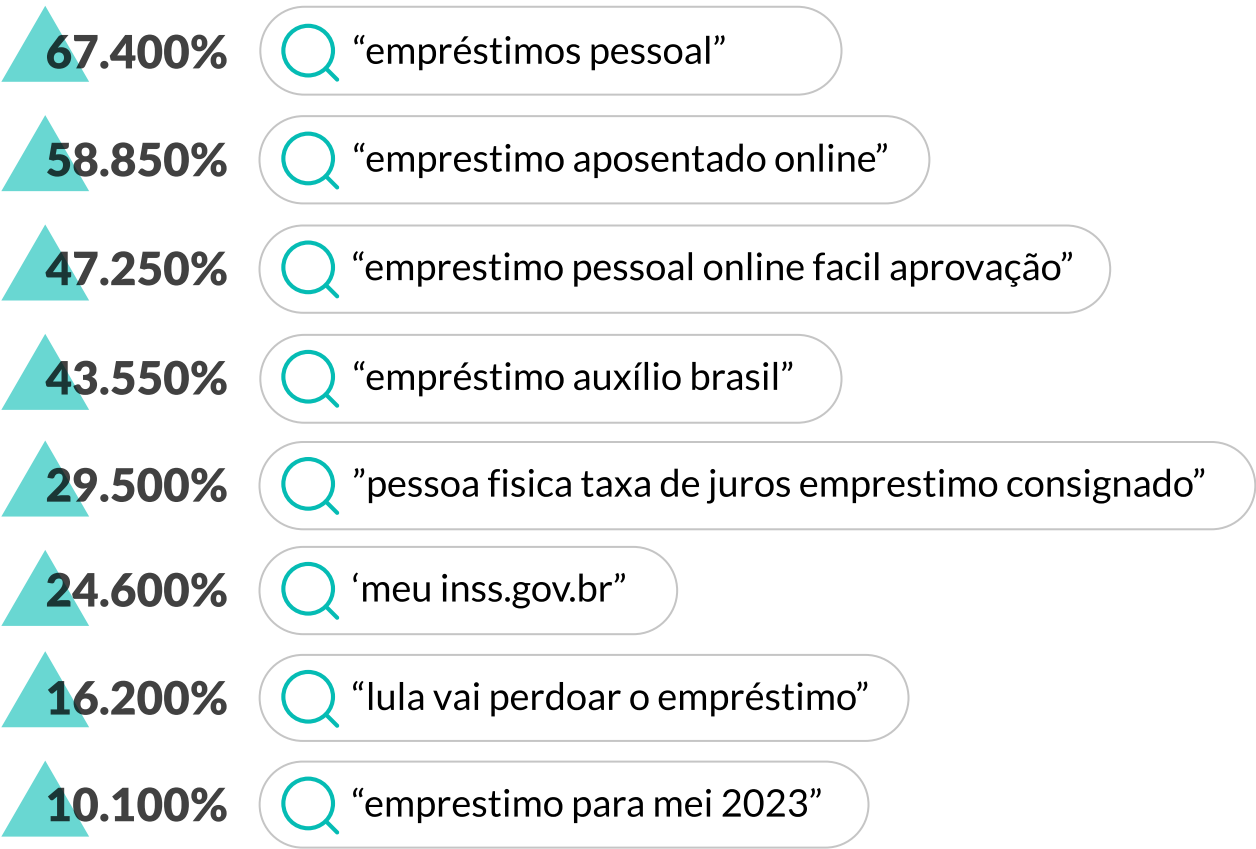 67.400% “empréstimos pessoal”
58.850% “emprestimo aposentado online”
47.250% “emprestimo pessoal online facil aprovação”
43.550% “empréstimo auxílio brasil”
29.500% ”pessoa fisica taxa de juros emprestimo consignado”
24.600% ‘meu inss.gov.br”
16.200% “lula vai perdoar o empréstimo”
10.100% “emprestimo para mei 2023”